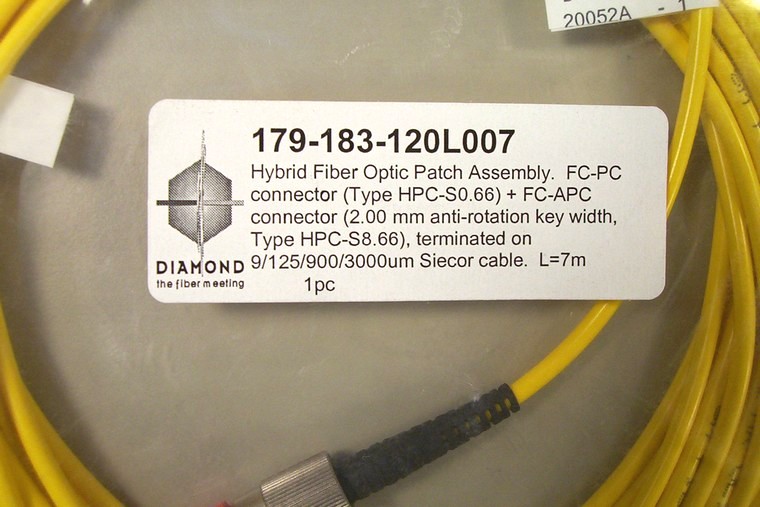 20052A - 1
179-183-120L007
Hybrid Fiber Optic Patch Assembly. FC-PC
connector (Type HPC-S0.66) + FC-APC
connector (2.00 mm anti-rotation key width,
Type HPC-S8.66), terminated on
9/125/900/3000um Siecor cable. L=7m
1pc
DIAMOND
the fiber meeting